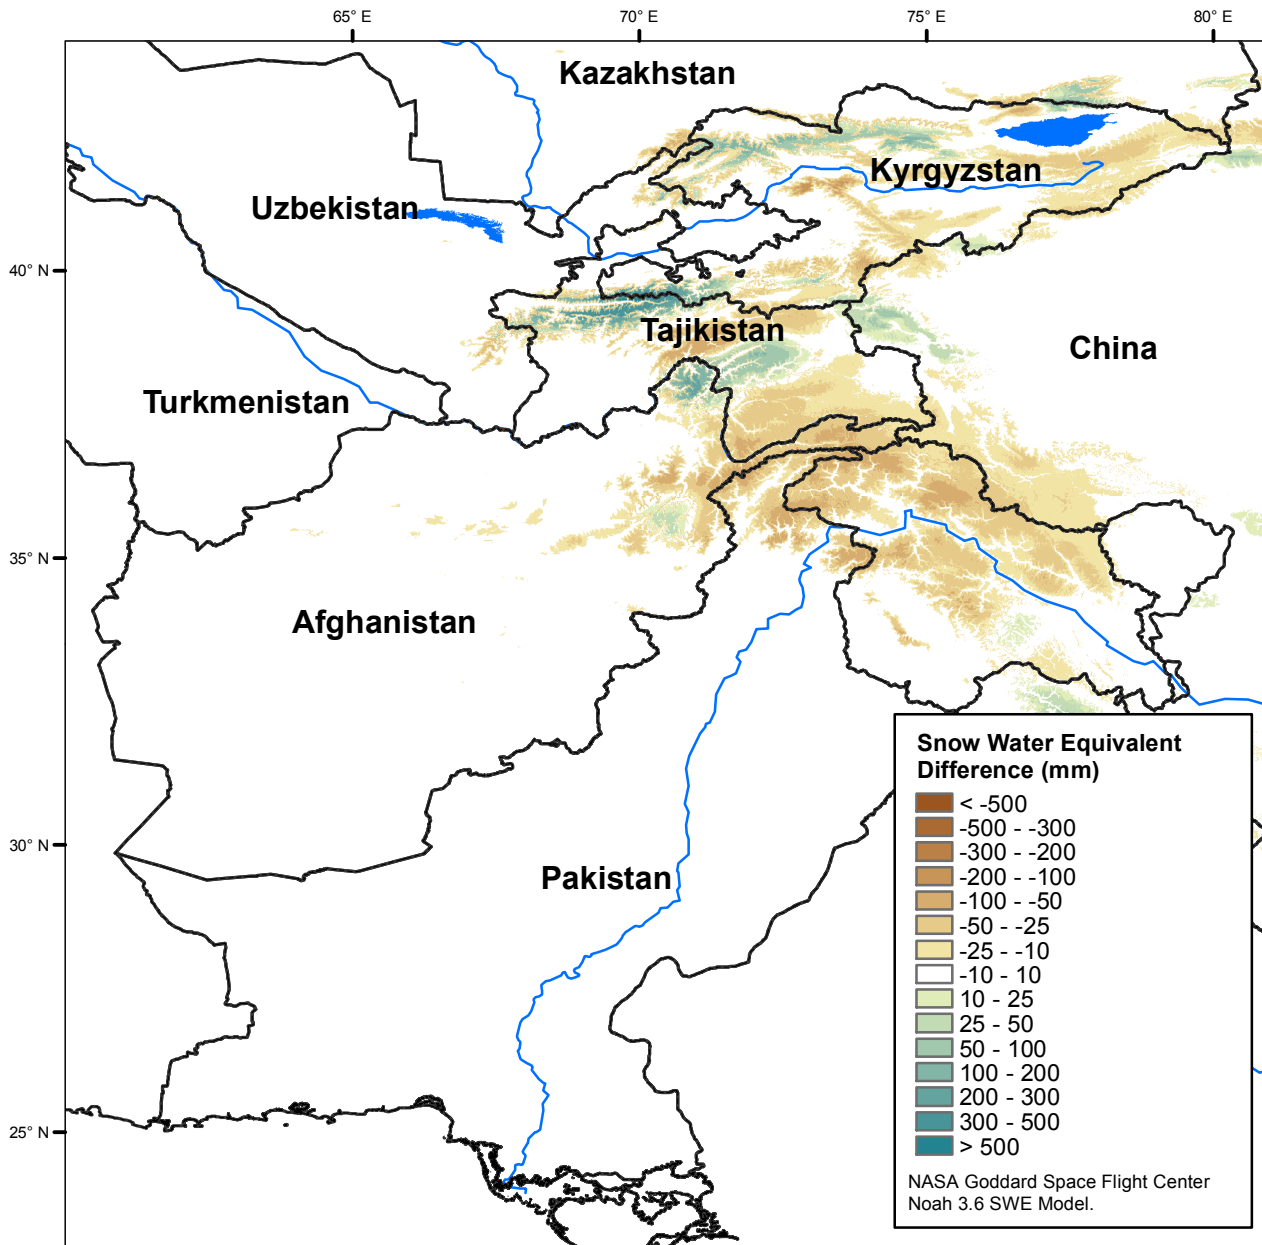 65° E
70° E
75° E
80° E
Kazakhstan
Kyrgyzstan
Uzbekistan
40° N
Tajikistan
China
Turkmenistan
35° N
Afghanistan
Snow Water Equivalent
Difference (mm)
< -500
-500 - -300
-300 - -200
-200 - -100
-100 - -50
-50 - -25
-25 - -10
-10 - 10
10 - 25
25 - 50
50 - 100
100 - 200
200 - 300
300 - 500
> 500
NASA Goddard Space Flight Center
Noah 3.6 SWE Model.
30° N
Pakistan
25° N